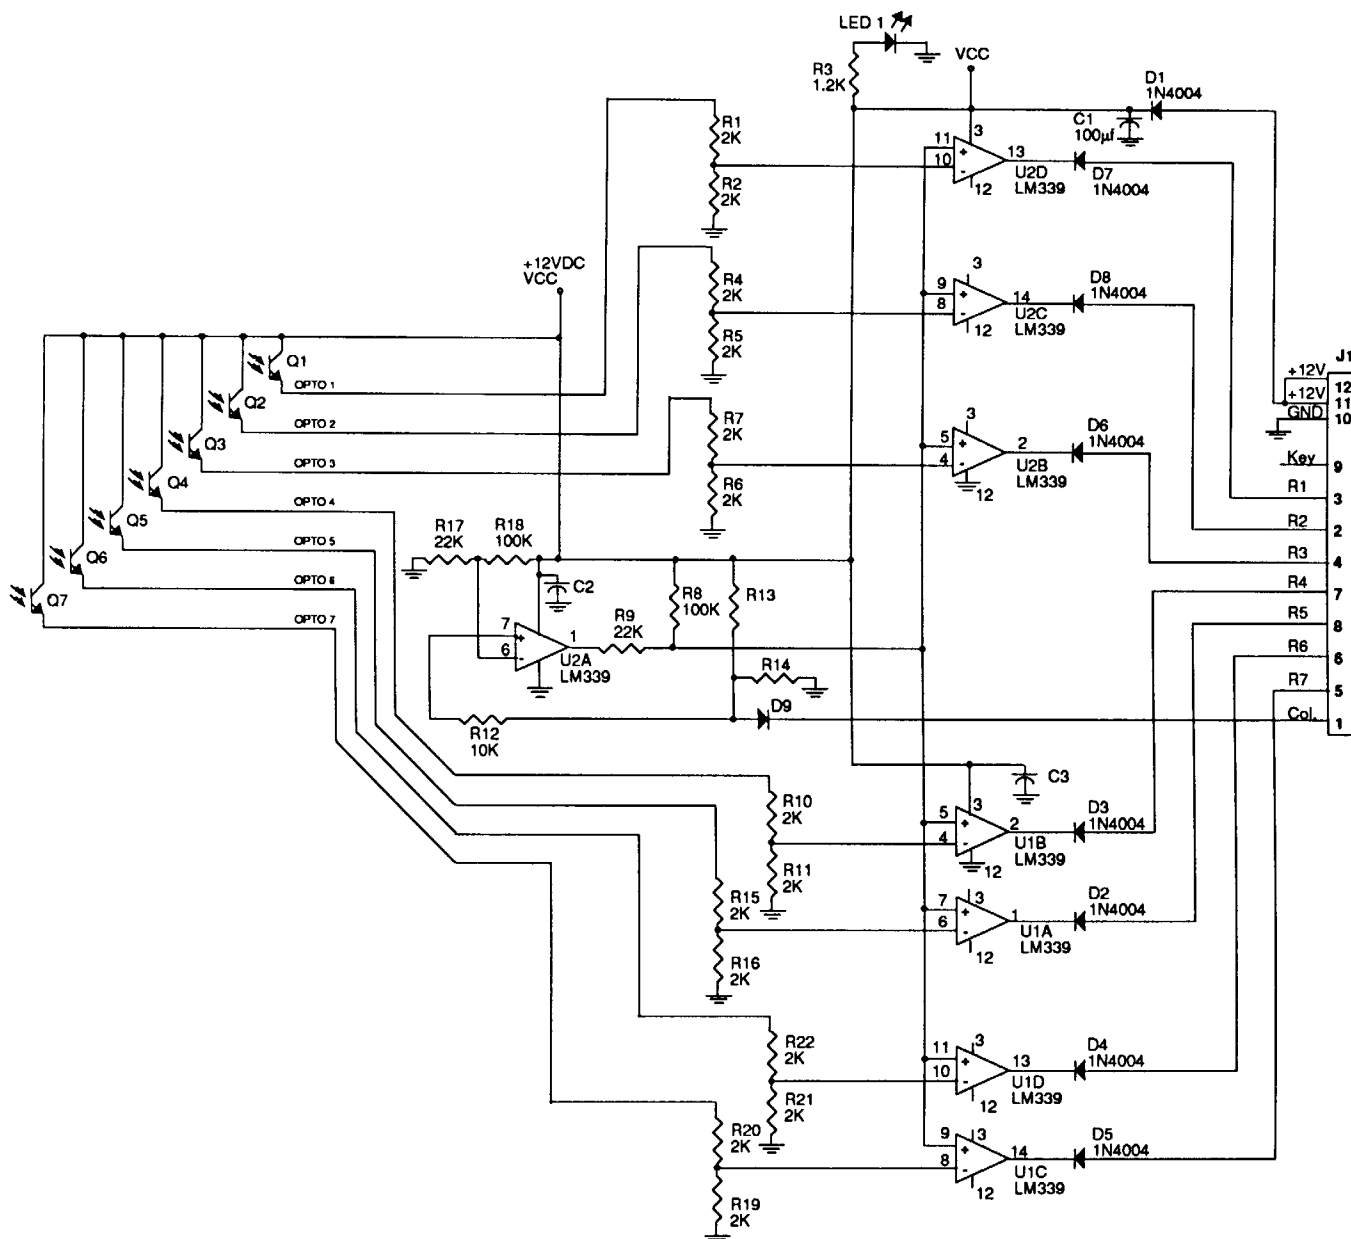 LED 1
R3
1.2K
VCC
D1
1N4004
C1
100µf
R1
2K
11
3
+
10
-
12
13
U2D
LM339
D7
1N4004
R2
2K
+12VDC
VCC
R4
2K
9
3
+
8
-
12
14
U2C
LM339
D8
1N4004
R5
2K
Q1
OPTO 1
Q2
OPTO 2
Q3
OPTO 3
Q4
OPTO 4
Q5
OPTO 5
Q6
OPTO 6
Q7
OPTO 7
R7
2K
5
3
+
4
-
12
2
U2B
LM339
D6
1N4004
R6
2K
J1
+12V
12
+12V
11
GND
10
Key
9
R1
3
R2
2
R3
4
R4
7
R5
8
R6
6
R7
5
Col.
1
R17
22K
R18
100K
C2
R8
100K
R13
7
+
6
-
1
U2A
LM339
R9
22K
R14
D9
R12
10K
C3
R10
2K
5
3
+
4
-
12
2
U1B
LM339
D3
1N4004
R11
2K
R15
2K
7
3
+
6
-
12
1
U1A
LM339
D2
1N4004
R16
2K
R22
2K
11
3
+
10
-
12
13
U1D
LM339
D4
1N4004
R21
2K
R20
2K
9
3
+
8
-
12
14
U1C
LM339
D5
1N4004
R19
2K